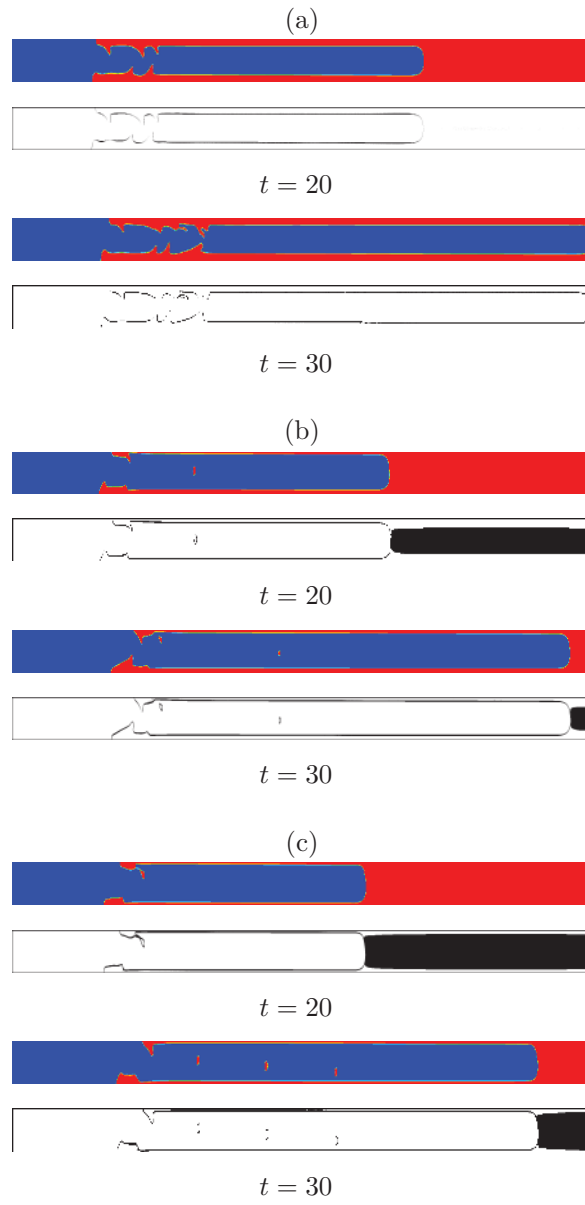 (a)
t = 20
t = 30
(b)
t = 20
t = 30
(c)
t = 20
t = 30